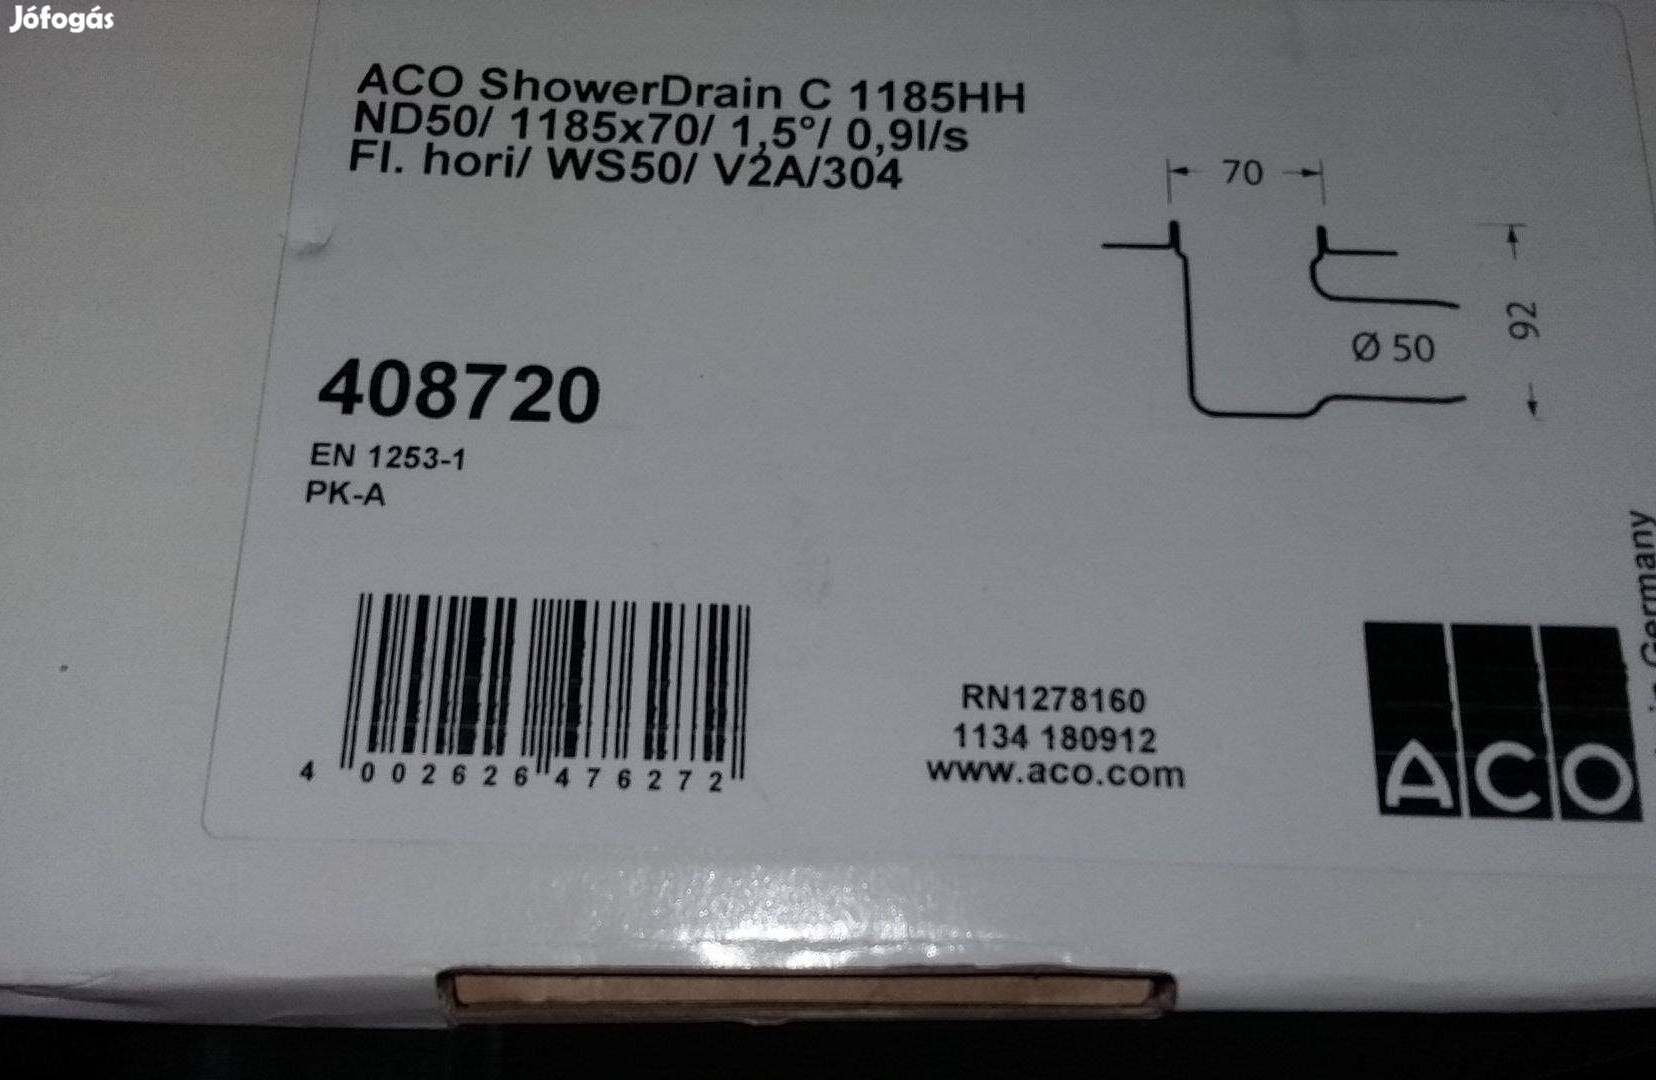 Jófogás
ACO ShowerDrain C 1185HH
ND50/ 1185x70/ 1,5°/ 0,9l/s
Fl. hori/ WS50/ V2A/304
70
92
Ø 50
408720
EN 1253-1
PK-A
4 002626 476272
RN1278160
1134 180912
www.aco.com
ACO
in Germany